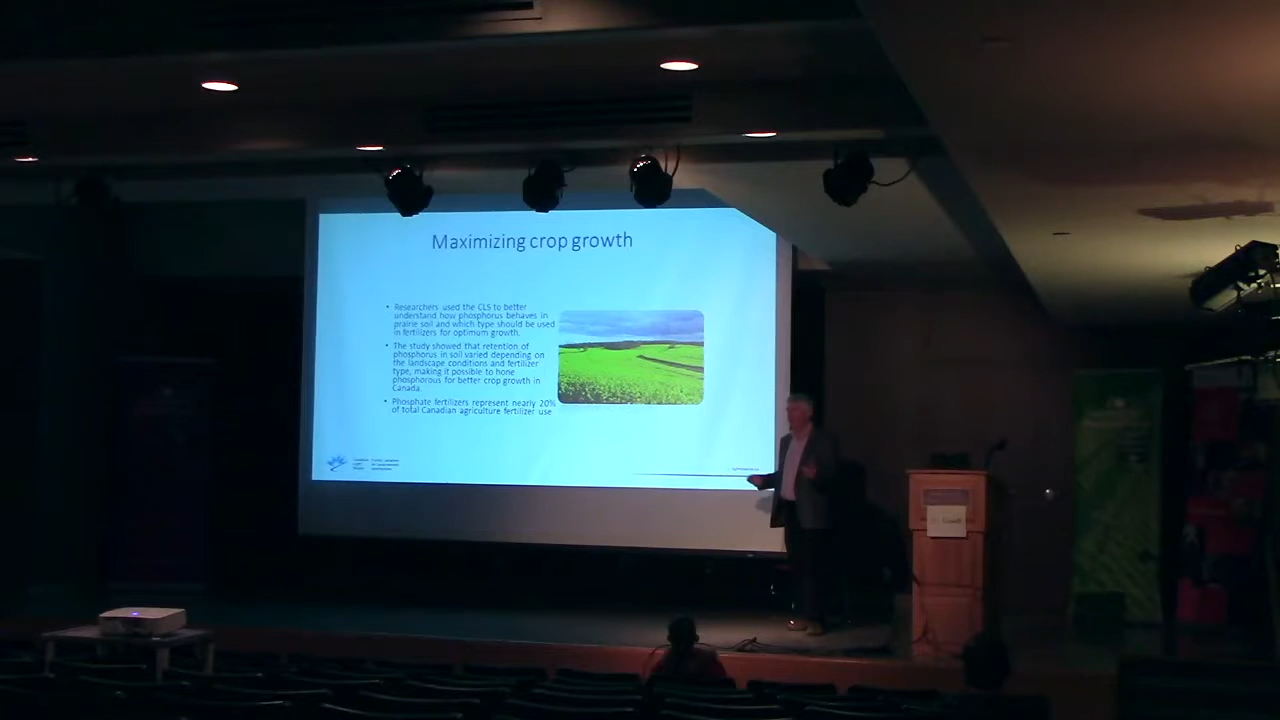 Maximizing crop growth
• Researchers used the CLS to better
understand how phosphorus behaves in
prairie soil and which type should be used
in fertilizers for optimum growth.
• The study showed that retention of
phosphorus in soil varied depending on
the landscape conditions and fertilizer
type, making it possible to hone
phosphorous for better crop growth in
Canada.
• Phosphate fertilizers represent nearly 20%
of total Canadian agriculture fertilizer use